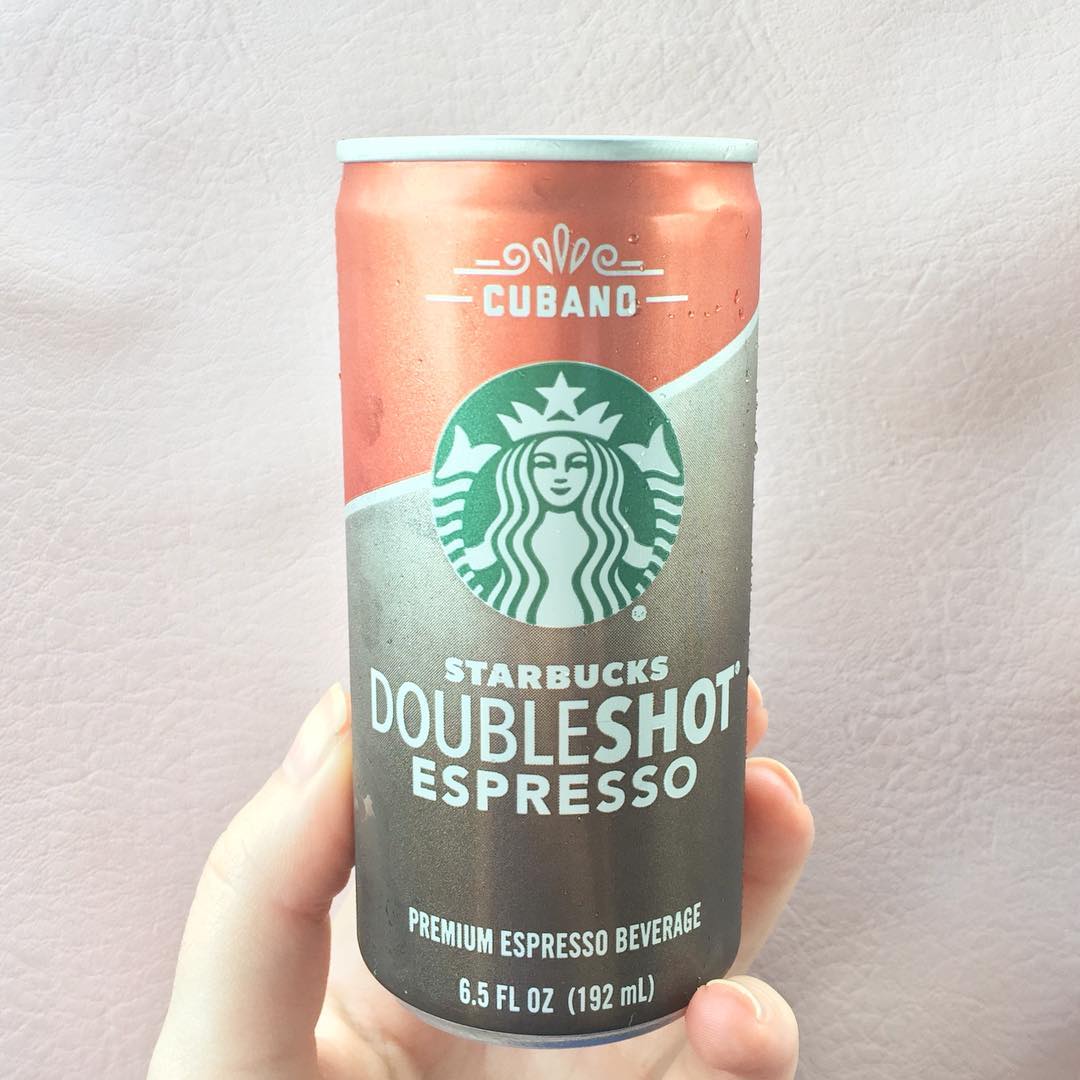 CUBANO
STARBUCKS
DOUBLESHOT®
ESPRESSO
PREMIUM ESPRESSO BEVERAGE
6.5 FL OZ (192 mL)